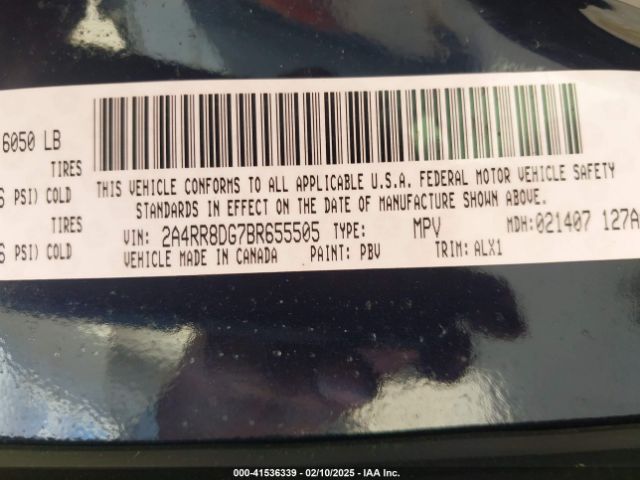 6050 LB
TIRES
PSI) COLD
TIRES
PSI) COLD
THIS VEHICLE CONFORMS TO ALL APPLICABLE U.S.A. FEDERAL MOTOR VEHICLE SAFETY
STANDARDS IN EFFECT ON THE DATE OF MANUFACTURE SHOWN ABOVE.
VIN: 2A4RR8DG7BR655505 TYPE: MPV MDH:021407 127A
VEHICLE MADE IN CANADA PAINT: PBV TRIM: ALX1
000-41536339 - 02/10/2025 - IAA Inc.